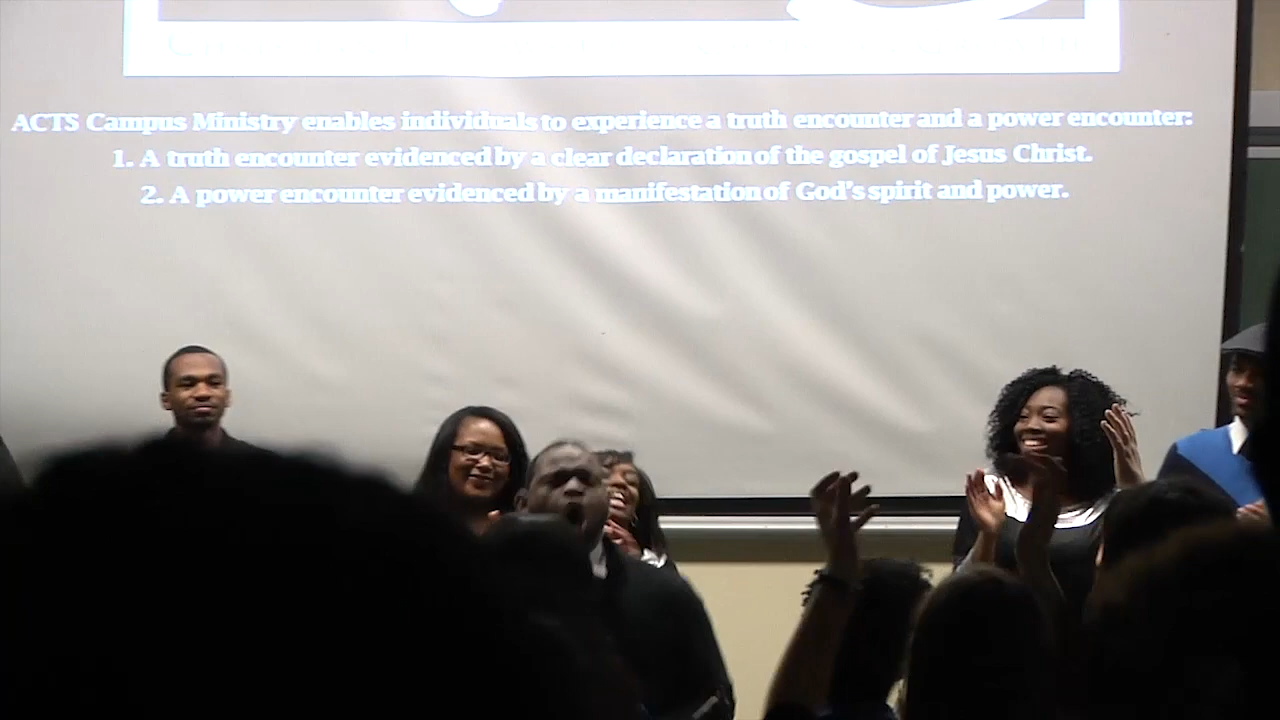 ACTS Campus Ministry enables individuals to experience a truth encounter and a power encounter:
1. A truth encounter evidenced by a clear declaration of the gospel of Jesus Christ.
2. A power encounter evidenced by a manifestation of God's spirit and power.